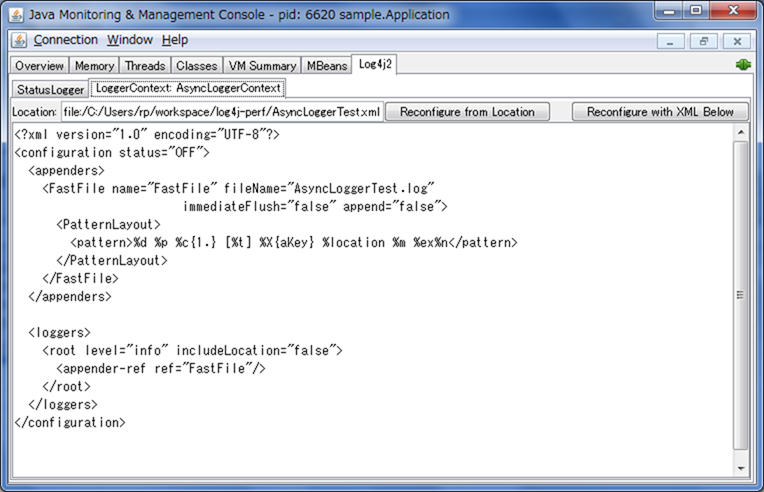 Java Monitoring & Management Console - pid: 6620 sample.Application
Connection Window Help
Overview Memory Threads Classes VM Summary MBeans Log4j2
StatusLogger LoggerContext: AsyncLoggerContext
Location: file:/C:/Users/rp/workspace/log4j-perf/AsyncLoggerTest.xml Reconfigure from Location Reconfigure with XML Below
<?xml version="1.0" encoding="UTF-8"?>
<configuration status="OFF">
  <appenders>
    <FastFile name="FastFile" fileName="AsyncLoggerTest.log"
                        immediateFlush="false" append="false">
      <PatternLayout>
        <pattern>%d %p %c{1.} [%t] %X{aKey} %location %m %ex%n</pattern>
      </PatternLayout>
    </FastFile>
  </appenders>
  <loggers>
    <root level="info" includeLocation="false">
      <appender-ref ref="FastFile"/>
    </root>
  </loggers>
</configuration>